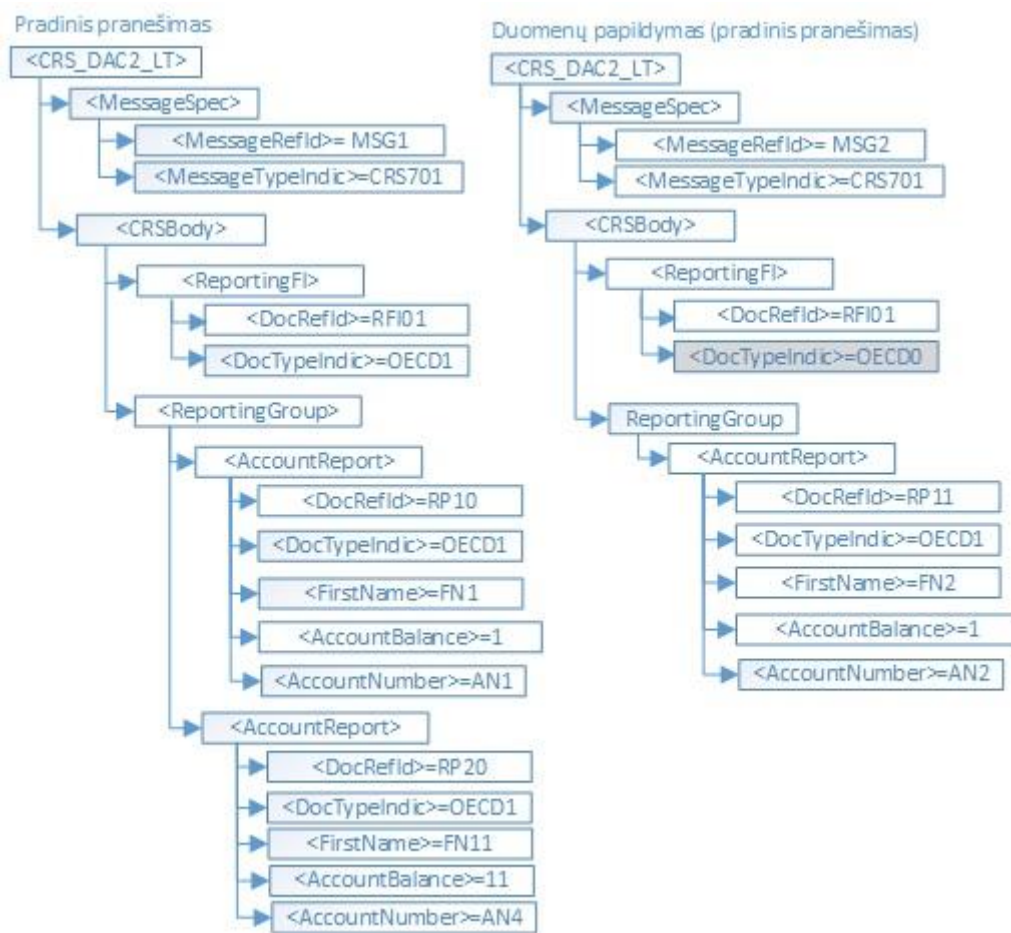 Pradinis pranešimas
<CRS_DAC2_LT>
<MessageSpec>
<MessageRefId>= MSG1
<MessageTypeIndic>=CRS701
<CRSBody>
<ReportingFI>
<DocRefId>=RFI01
<DocTypeIndic>=OECD1
<ReportingGroup>
<AccountReport>
<DocRefId>=RP10
<DocTypeIndic>=OECD1
<FirstName>=FN1
<AccountBalance>=1
<AccountNumber>=AN1
<AccountReport>
<DocRefId>=RP20
<DocTypeIndic>=OECD1
<FirstName>=FN11
<AccountBalance>=11
<AccountNumber>=AN4
Duomenų papildymas (pradinis pranešimas)
<CRS_DAC2_LT>
<MessageSpec>
<MessageRefId>= MSG2
<MessageTypeIndic>=CRS701
<CRSBody>
<ReportingFI>
<DocRefId>=RFI01
<DocTypeIndic>=OECD0
ReportingGroup
<AccountReport>
<DocRefId>=RP11
<DocTypeIndic>=OECD1
<FirstName>=FN2
<AccountBalance>=1
<AccountNumber>=AN2